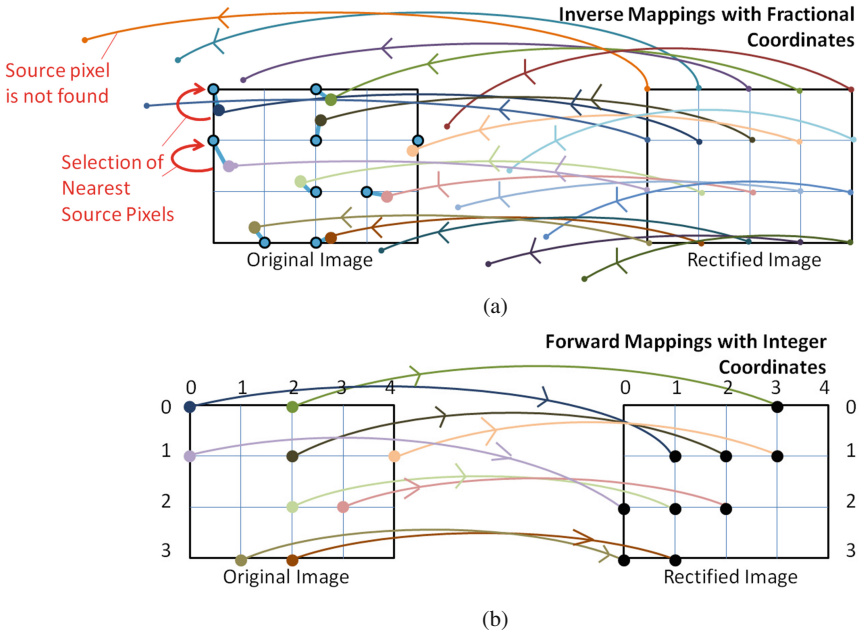 Inverse Mappings with Fractional
Coordinates
Source pixel
is not found
Selection of
Nearest
Source Pixels
Original Image
Rectified Image
(a)
Forward Mappings with Integer
Coordinates
0 1 2 3 4
0 1 2 3 4
0 0
1 1
2 2
3 3
Original Image
Rectified Image
(b)